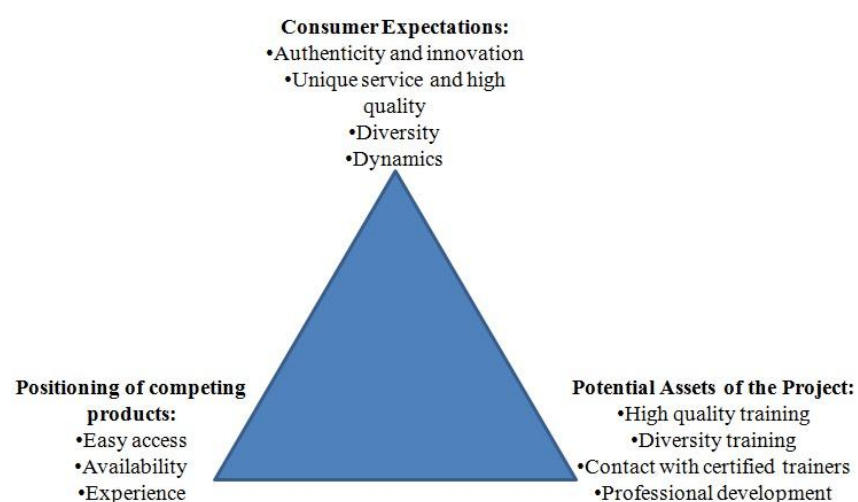 Consumer Expectations:
•Authenticity and innovation
•Unique service and high
quality
•Diversity
•Dynamics
Positioning of competing
products:
•Easy access
•Availability
•Experience
Potential Assets of the Project:
•High quality training
•Diversity training
•Contact with certified trainers
•Professional development